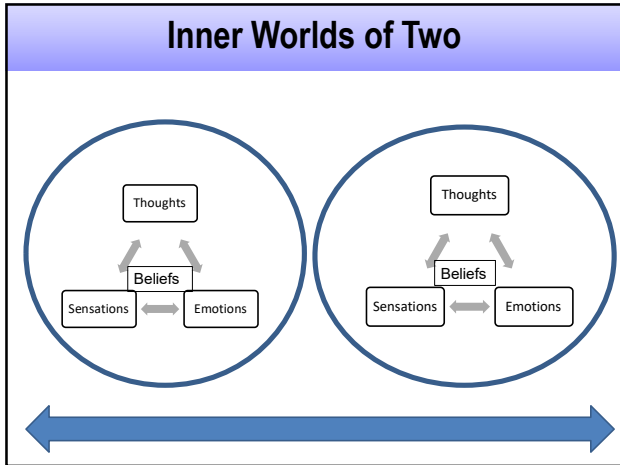 Inner Worlds of Two
Thoughts
Beliefs
Sensations
Emotions
Thoughts
Beliefs
Sensations
Emotions